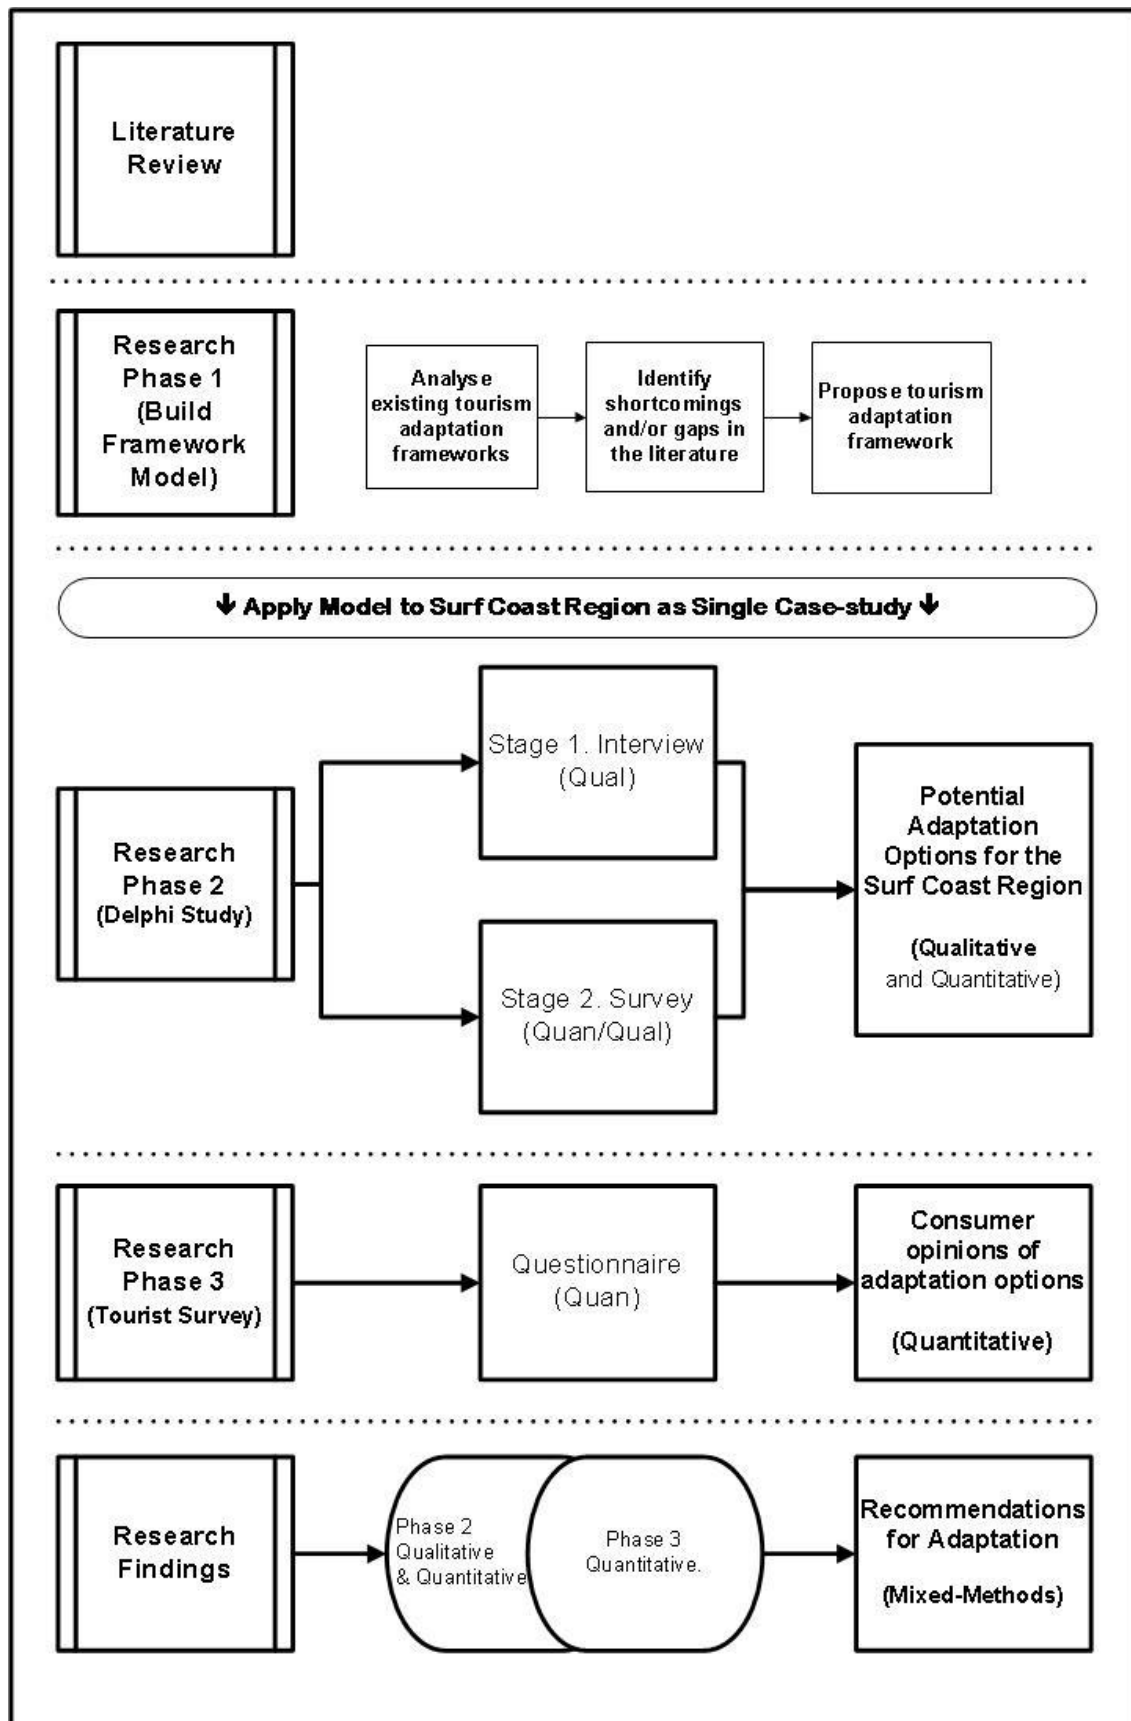 Literature
Review
Research
Phase 1
(Build
Framework
Model)
Analyse
existing tourism
adaptation
frameworks
Identify
shortcomings
and/or gaps in
the literature
Propose tourism
adaptation
framework
↓ Apply Model to Surf Coast Region as Single Case-study ↓
Research
Phase 2
(Delphi Study)
Stage 1. Interview
(Qual)
Stage 2. Survey
(Quan/Qual)
Potential
Adaptation
Options for the
Surf Coast Region
(Qualitative
and Quantitative)
Research
Phase 3
(Tourist Survey)
Questionnaire
(Quan)
Consumer
opinions of
adaptation options
(Quantitative)
Research
Findings
Phase 2
Qualitative
& Quantitative
Phase 3
Quantitative.
Recommendations
for Adaptation
(Mixed-Methods)